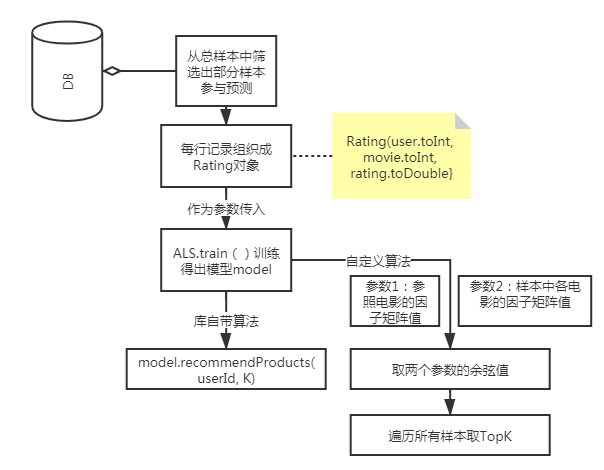 DB
从总样本中筛
选出部分样本
参与预测
每行记录组织成
Rating对象
Rating(user.toInt,
movie.toInt,
rating.toDouble}
作为参数传入
ALS.train（ ）训练
得出模型model
自定义算法
参数1：参
照电影的因
子矩阵值
参数2：样本中各电
影的因子矩阵值
库自带算法
model.recommendProducts(
userId, K)
取两个参数的余弦值
遍历所有样本取TopK